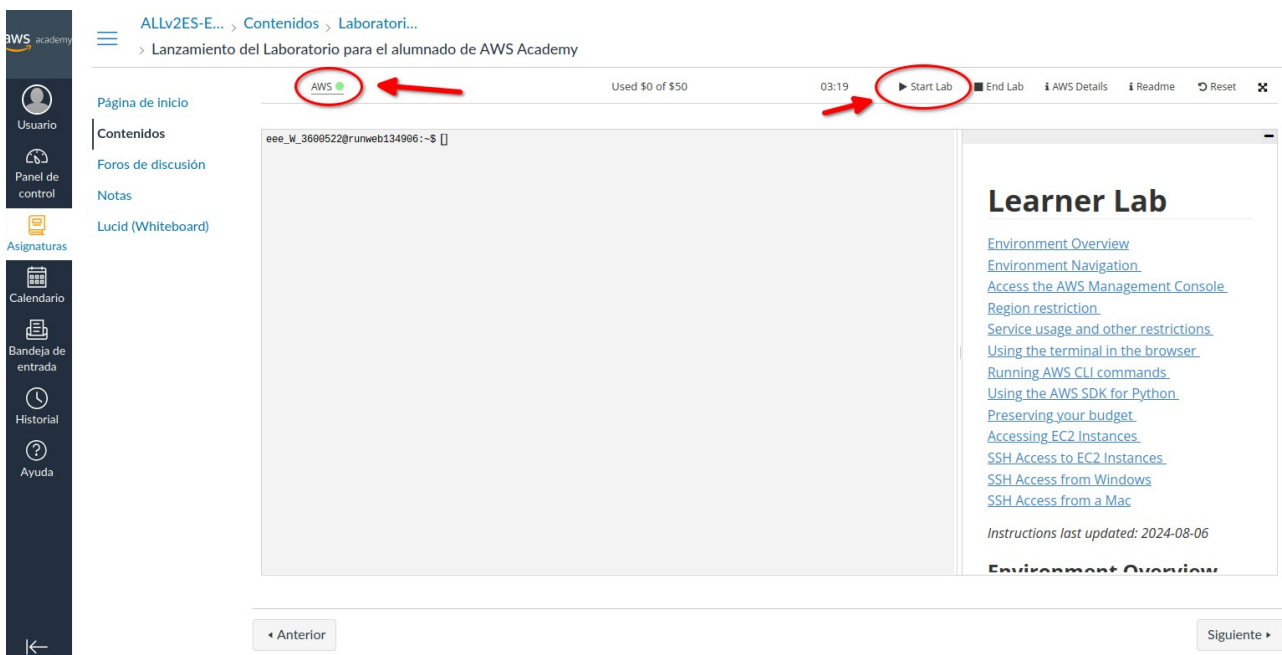 aws academy
Usuario
Panel de
control
Asignaturas
Calendario
Bandeja de
entrada
Historial
Ayuda
ALLv2ES-E... > Contenidos > Laboratori...
> Lanzamiento del Laboratorio para el alumnado de AWS Academy
Página de inicio
Contenidos
Foros de discusión
Notas
Lucid (Whiteboard)
AWS
Used $0 of $50
03:19
Start Lab
End Lab
AWS Details
Readme
Reset
eee_W_3600522@runweb134906:~$
Learner Lab
Environment Overview
Environment Navigation
Access the AWS Management Console
Region restriction
Service usage and other restrictions
Using the terminal in the browser
Running AWS CLI commands
Using the AWS SDK for Python
Preserving your budget
Accessing EC2 Instances
SSH Access to EC2 Instances
SSH Access from Windows
SSH Access from a Mac
Instructions last updated: 2024-08-06
Environment Overview
Anterior
Siguiente